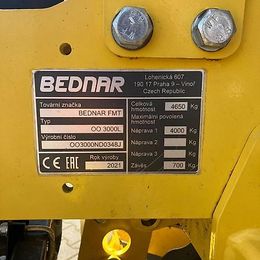 BEDNAR
Lohenická 607
190 17 Praha 9 – Vinoř
Czech Republic
Tovární značka
BEDNAR FMT
Typ
OO 3000L
Výrobní číslo
OO3000ND0348J
CE EAC
Rok výroby
2021
Celková hmotnost
4650 Kg
Maximální povolená hmotnost
Náprava 1 4000 Kg
Náprava 2 Kg
Náprava 3 Kg
Závěs 700 Kg